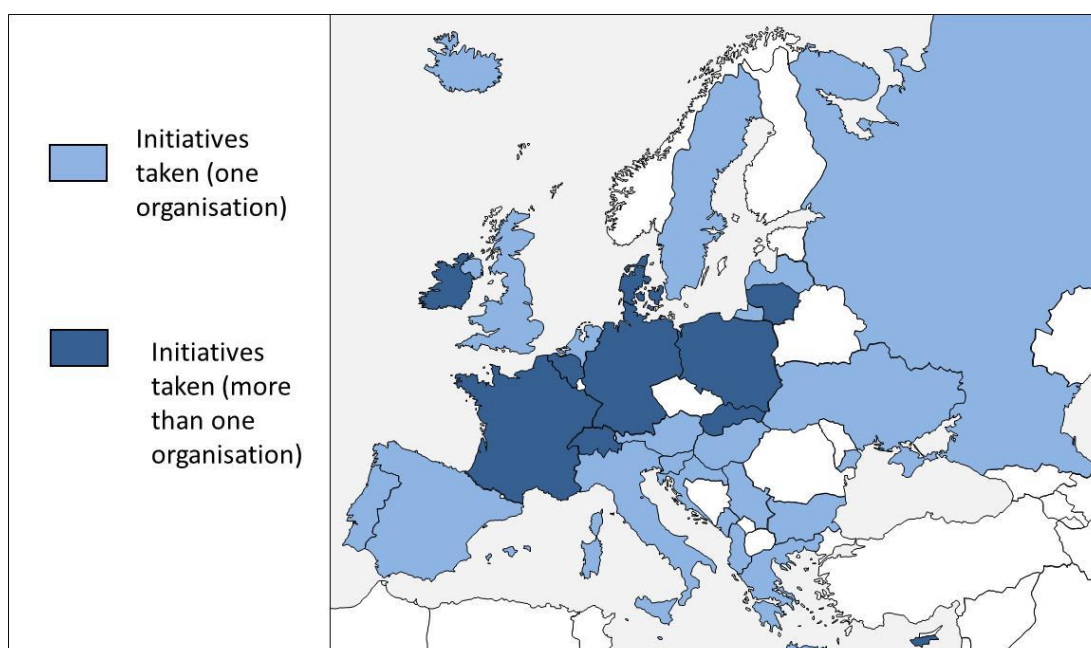 Initiatives
taken (one
organisation)
Initiatives
taken (more
than one
organisation)